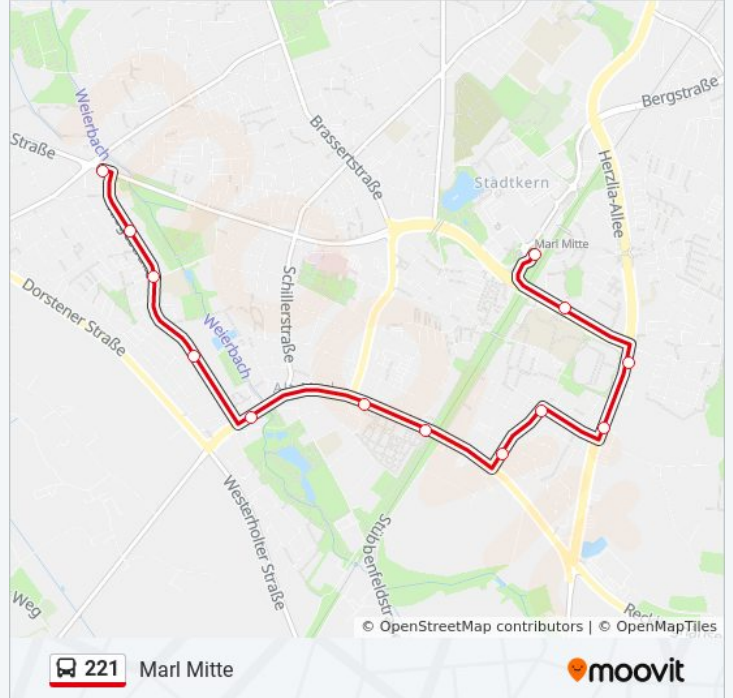 Weierbach
Straße
Brassertstraße
Bergstraße
Stadtkern
Herzlia-Allee
Marl Mitte
Schillerstraße
Dorstener Straße
Weierbach
Westerholter Straße
Stübbenfeldstr
Weg
© OpenStreetMap contributors | © OpenMapTiles
221 Marl Mitte
moovit